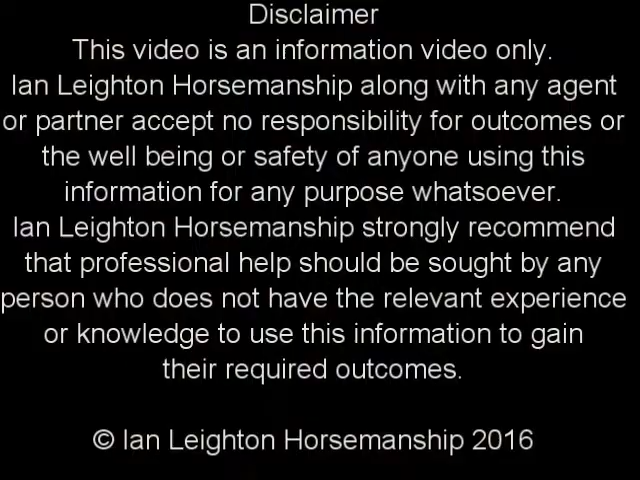 Disclaimer
This video is an information video only.
Ian Leighton Horsemanship along with any agent
or partner accept no responsibility for outcomes or
the well being or safety of anyone using this
information for any purpose whatsoever.
Ian Leighton Horsemanship strongly recommend
that professional help should be sought by any
person who does not have the relevant experience
or knowledge to use this information to gain
their required outcomes.
© Ian Leighton Horsemanship 2016